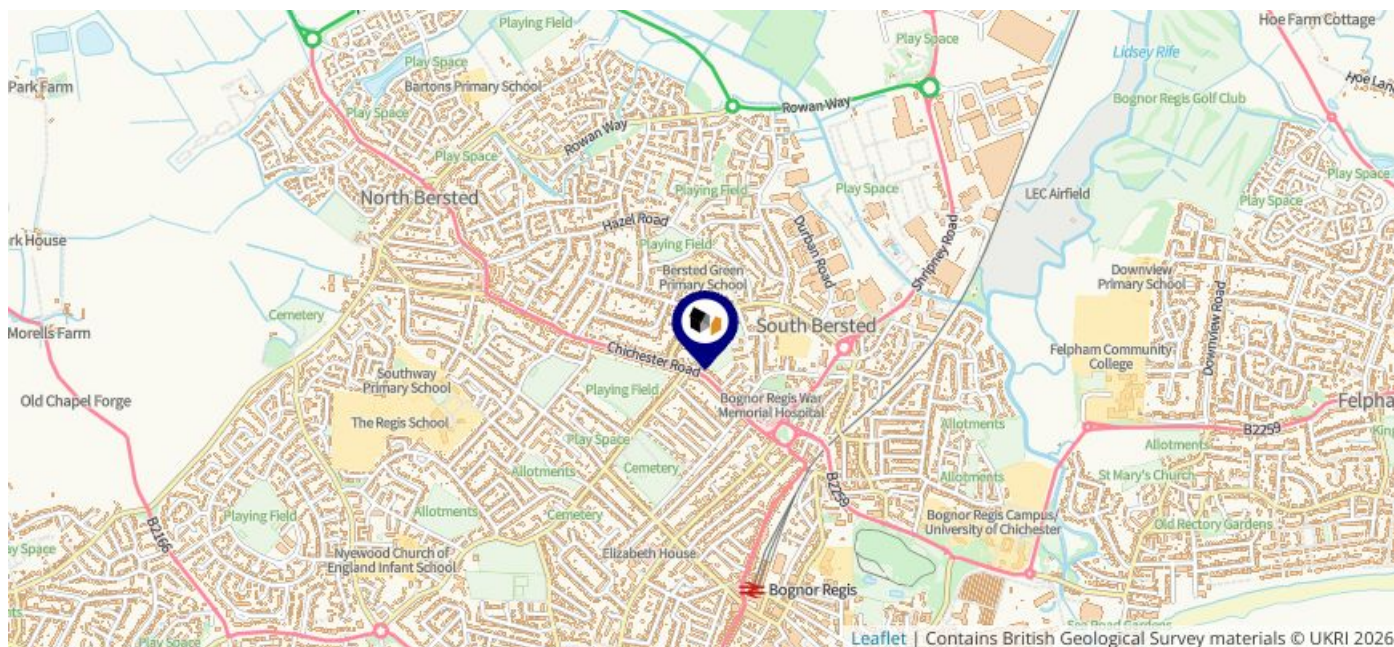 Playing Field
Hoe Farm Cottage
Play Space
Lidsey Rife
Play Space
Park Farm
Bartons Primary School
Hoe Lan
Bognor Regis Golf Club
Rowan Way
Play Space
Rowan Way
Play Space
Playing Field
Play Space
LEC Airfield
Play Space
North Bersted
Play Space
Hazel Road
Durban Road
Shripney Road
rk House
Playing Field
Bersted Green
Primary School
Downview
Primary School
Downview Road
Cemetery
Morells Farm
South Bersted
Chichester Road
Felpham Community
College
Southway
Primary School
Playing Field
Old Chapel Forge
Bognor Regis War
Memorial Hospital
Felpham
The Regis School
Allotments
B2259
King
Play Space
Allotments
Allotments
Cemetery
Allotments
St Mary's Church
B2259
B2166
Playing Field
Allotments
Cemetery
Bognor Regis Campus,
University of Chichester
Old Rectory Gardens
ay Space
Nyewood Church of
England Infant School
Elizabeth House
Bognor Regis
Play Space
Sea Road Gardens
Leaflet | Contains British Geological Survey materials © UKRI 2026